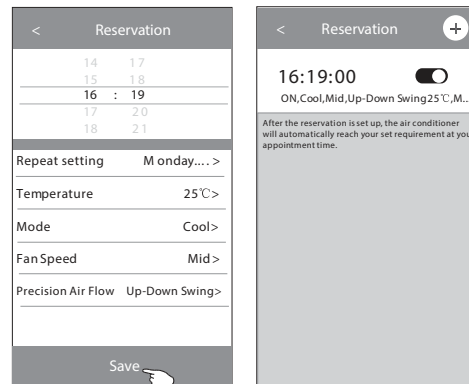 < Reservation
14 17
15 18
16 : 19
17 20
18 21
Repeat setting Monday....>
Temperature 25℃>
Mode Cool>
Fan Speed Mid>
Precision Air Flow Up-Down Swing>
Save
< Reservation +
16:19:00
ON,Cool,Mid,Up-Down Swing25℃,M..
After the reservation is set up, the air conditioner
will automatically reach your set requirement at you
appointment time.